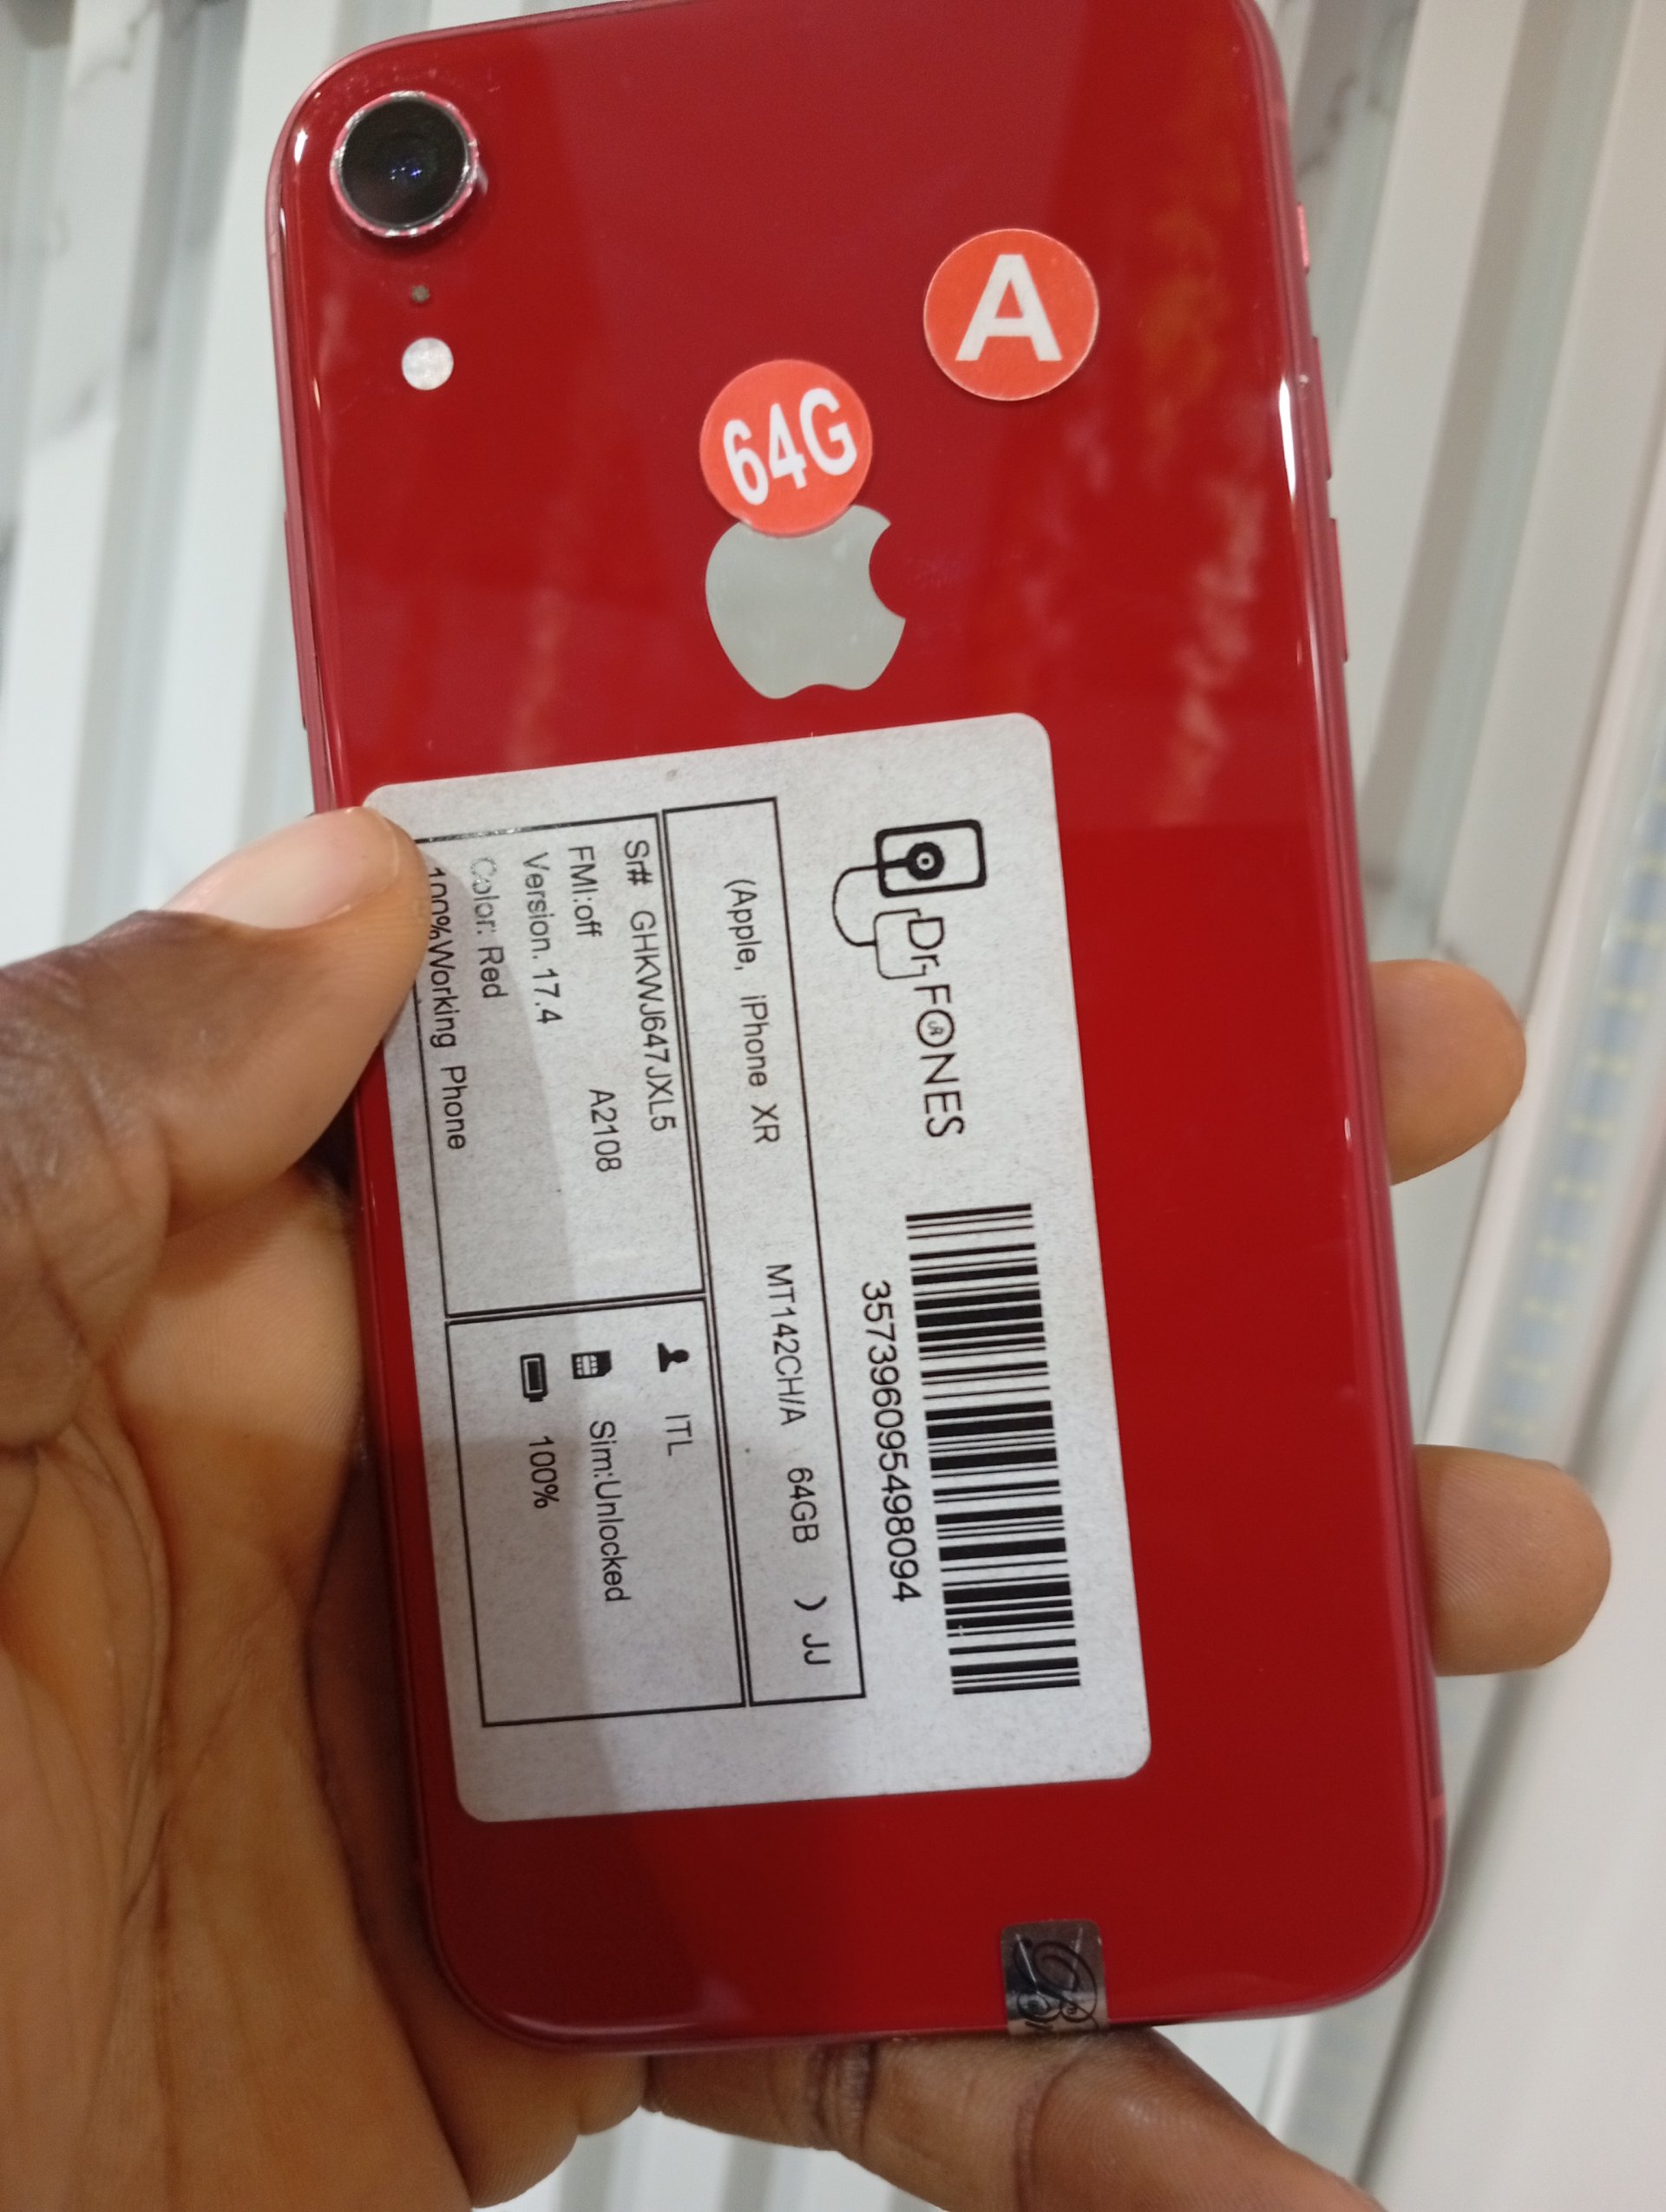 A
64G
Dr. FONES
357396095498094
(Apple, iPhone XR MT142CH/A 64GB ) JJ
Sr# GHKWJ647JXL5
FMI:off A2108
Version. 17.4
Color: Red
100%Working Phone
ITL
Sim:Unlocked
100%